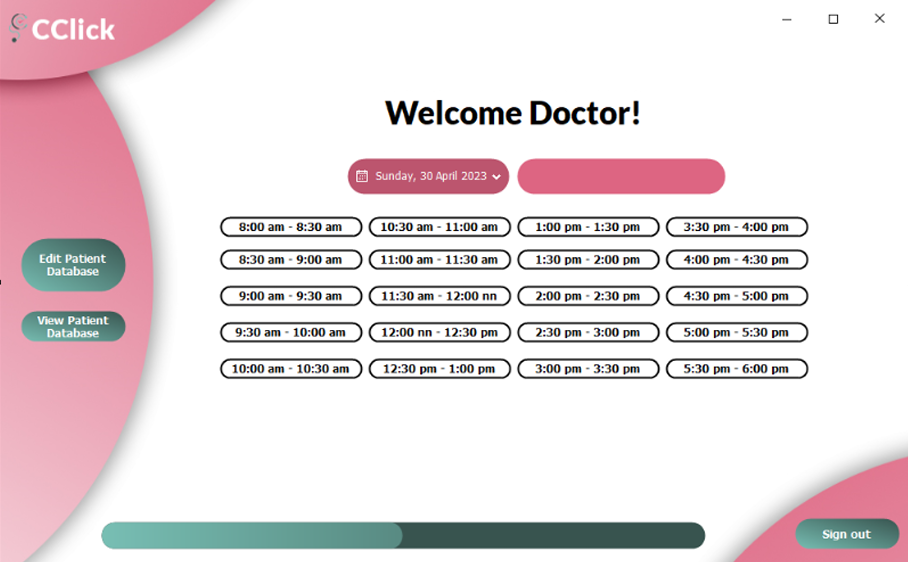 CClick
Welcome Doctor!
Sunday, 30 April 2023
8:00 am - 8:30 am
10:30 am - 11:00 am
1:00 pm - 1:30 pm
3:30 pm - 4:00 pm
8:30 am - 9:00 am
11:00 am - 11:30 am
1:30 pm - 2:00 pm
4:00 pm - 4:30 pm
9:00 am - 9:30 am
11:30 am - 12:00 nn
2:00 pm - 2:30 pm
4:30 pm - 5:00 pm
9:30 am - 10:00 am
12:00 nn - 12:30 pm
2:30 pm - 3:00 pm
5:00 pm - 5:30 pm
10:00 am - 10:30 am
12:30 pm - 1:00 pm
3:00 pm - 3:30 pm
5:30 pm - 6:00 pm
Edit Patient
Database
View Patient
Database
Sign out